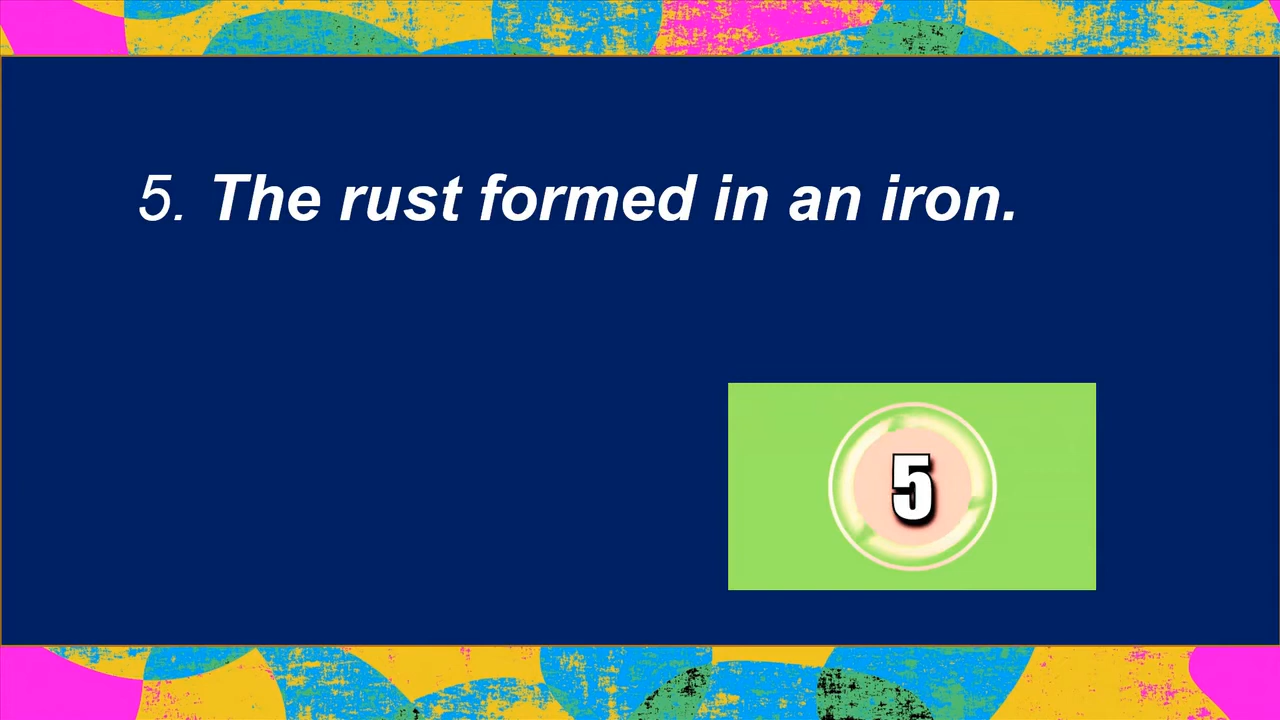 5. The rust formed in an iron.
5